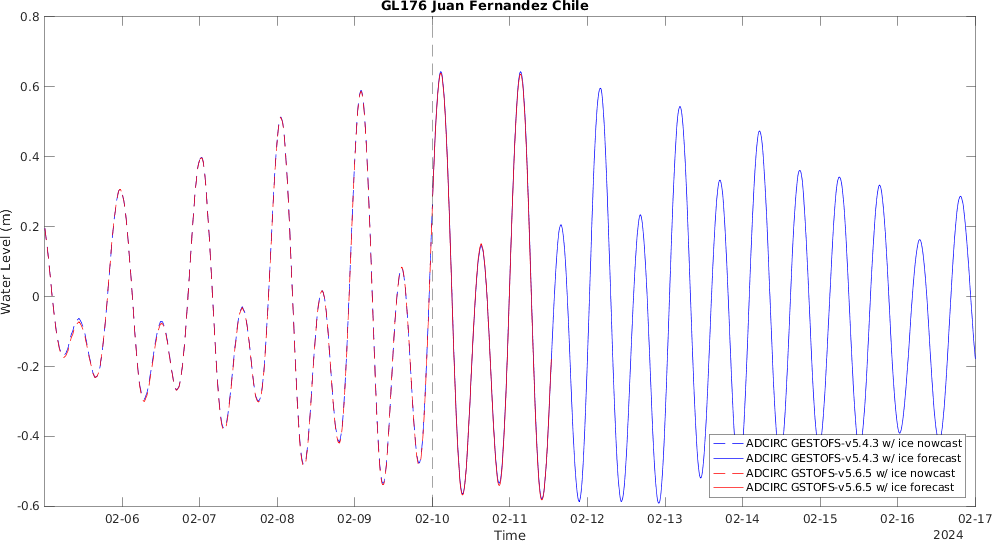 GL176 Juan Fernandez Chile
0.8
0.6
0.4
0.2
0
-0.2
-0.4
-0.6
Water Level (m)
ADCIRC GESTOFS-v5.4.3 w/ ice nowcast
ADCIRC GESTOFS-v5.4.3 w/ ice forecast
ADCIRC GSTOFS-v5.6.5 w/ ice nowcast
ADCIRC GSTOFS-v5.6.5 w/ ice forecast
02-06 02-07 02-08 02-09 02-10 02-11 02-12 02-13 02-14 02-15 02-16 02-17
Time
2024